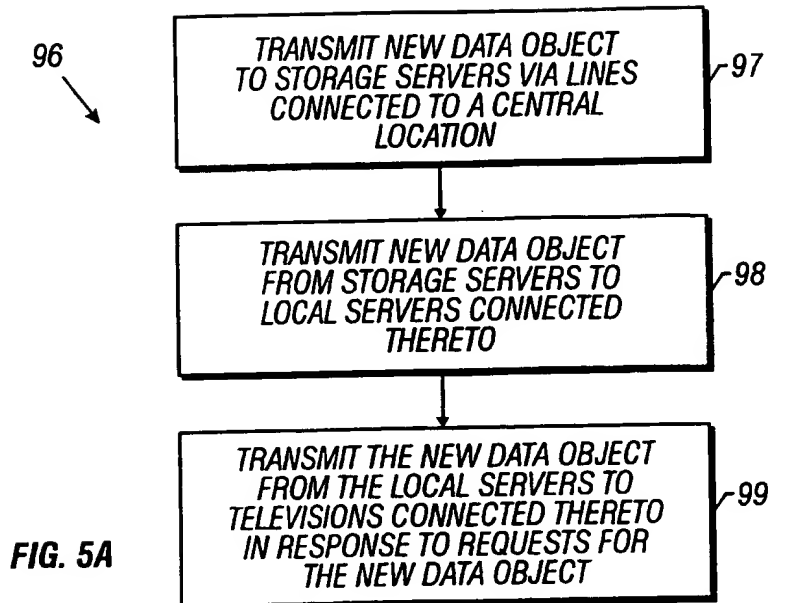 96
TRANSMIT NEW DATA OBJECT
TO STORAGE SERVERS VIA LINES
CONNECTED TO A CENTRAL
LOCATION
97
TRANSMIT NEW DATA OBJECT
FROM STORAGE SERVERS TO
LOCAL SERVERS CONNECTED
THERETO
98
TRANSMIT THE NEW DATA OBJECT
FROM THE LOCAL SERVERS TO
TELEVISIONS CONNECTED THERETO
IN RESPONSE TO REQUESTS FOR
THE NEW DATA OBJECT
99
FIG. 5A